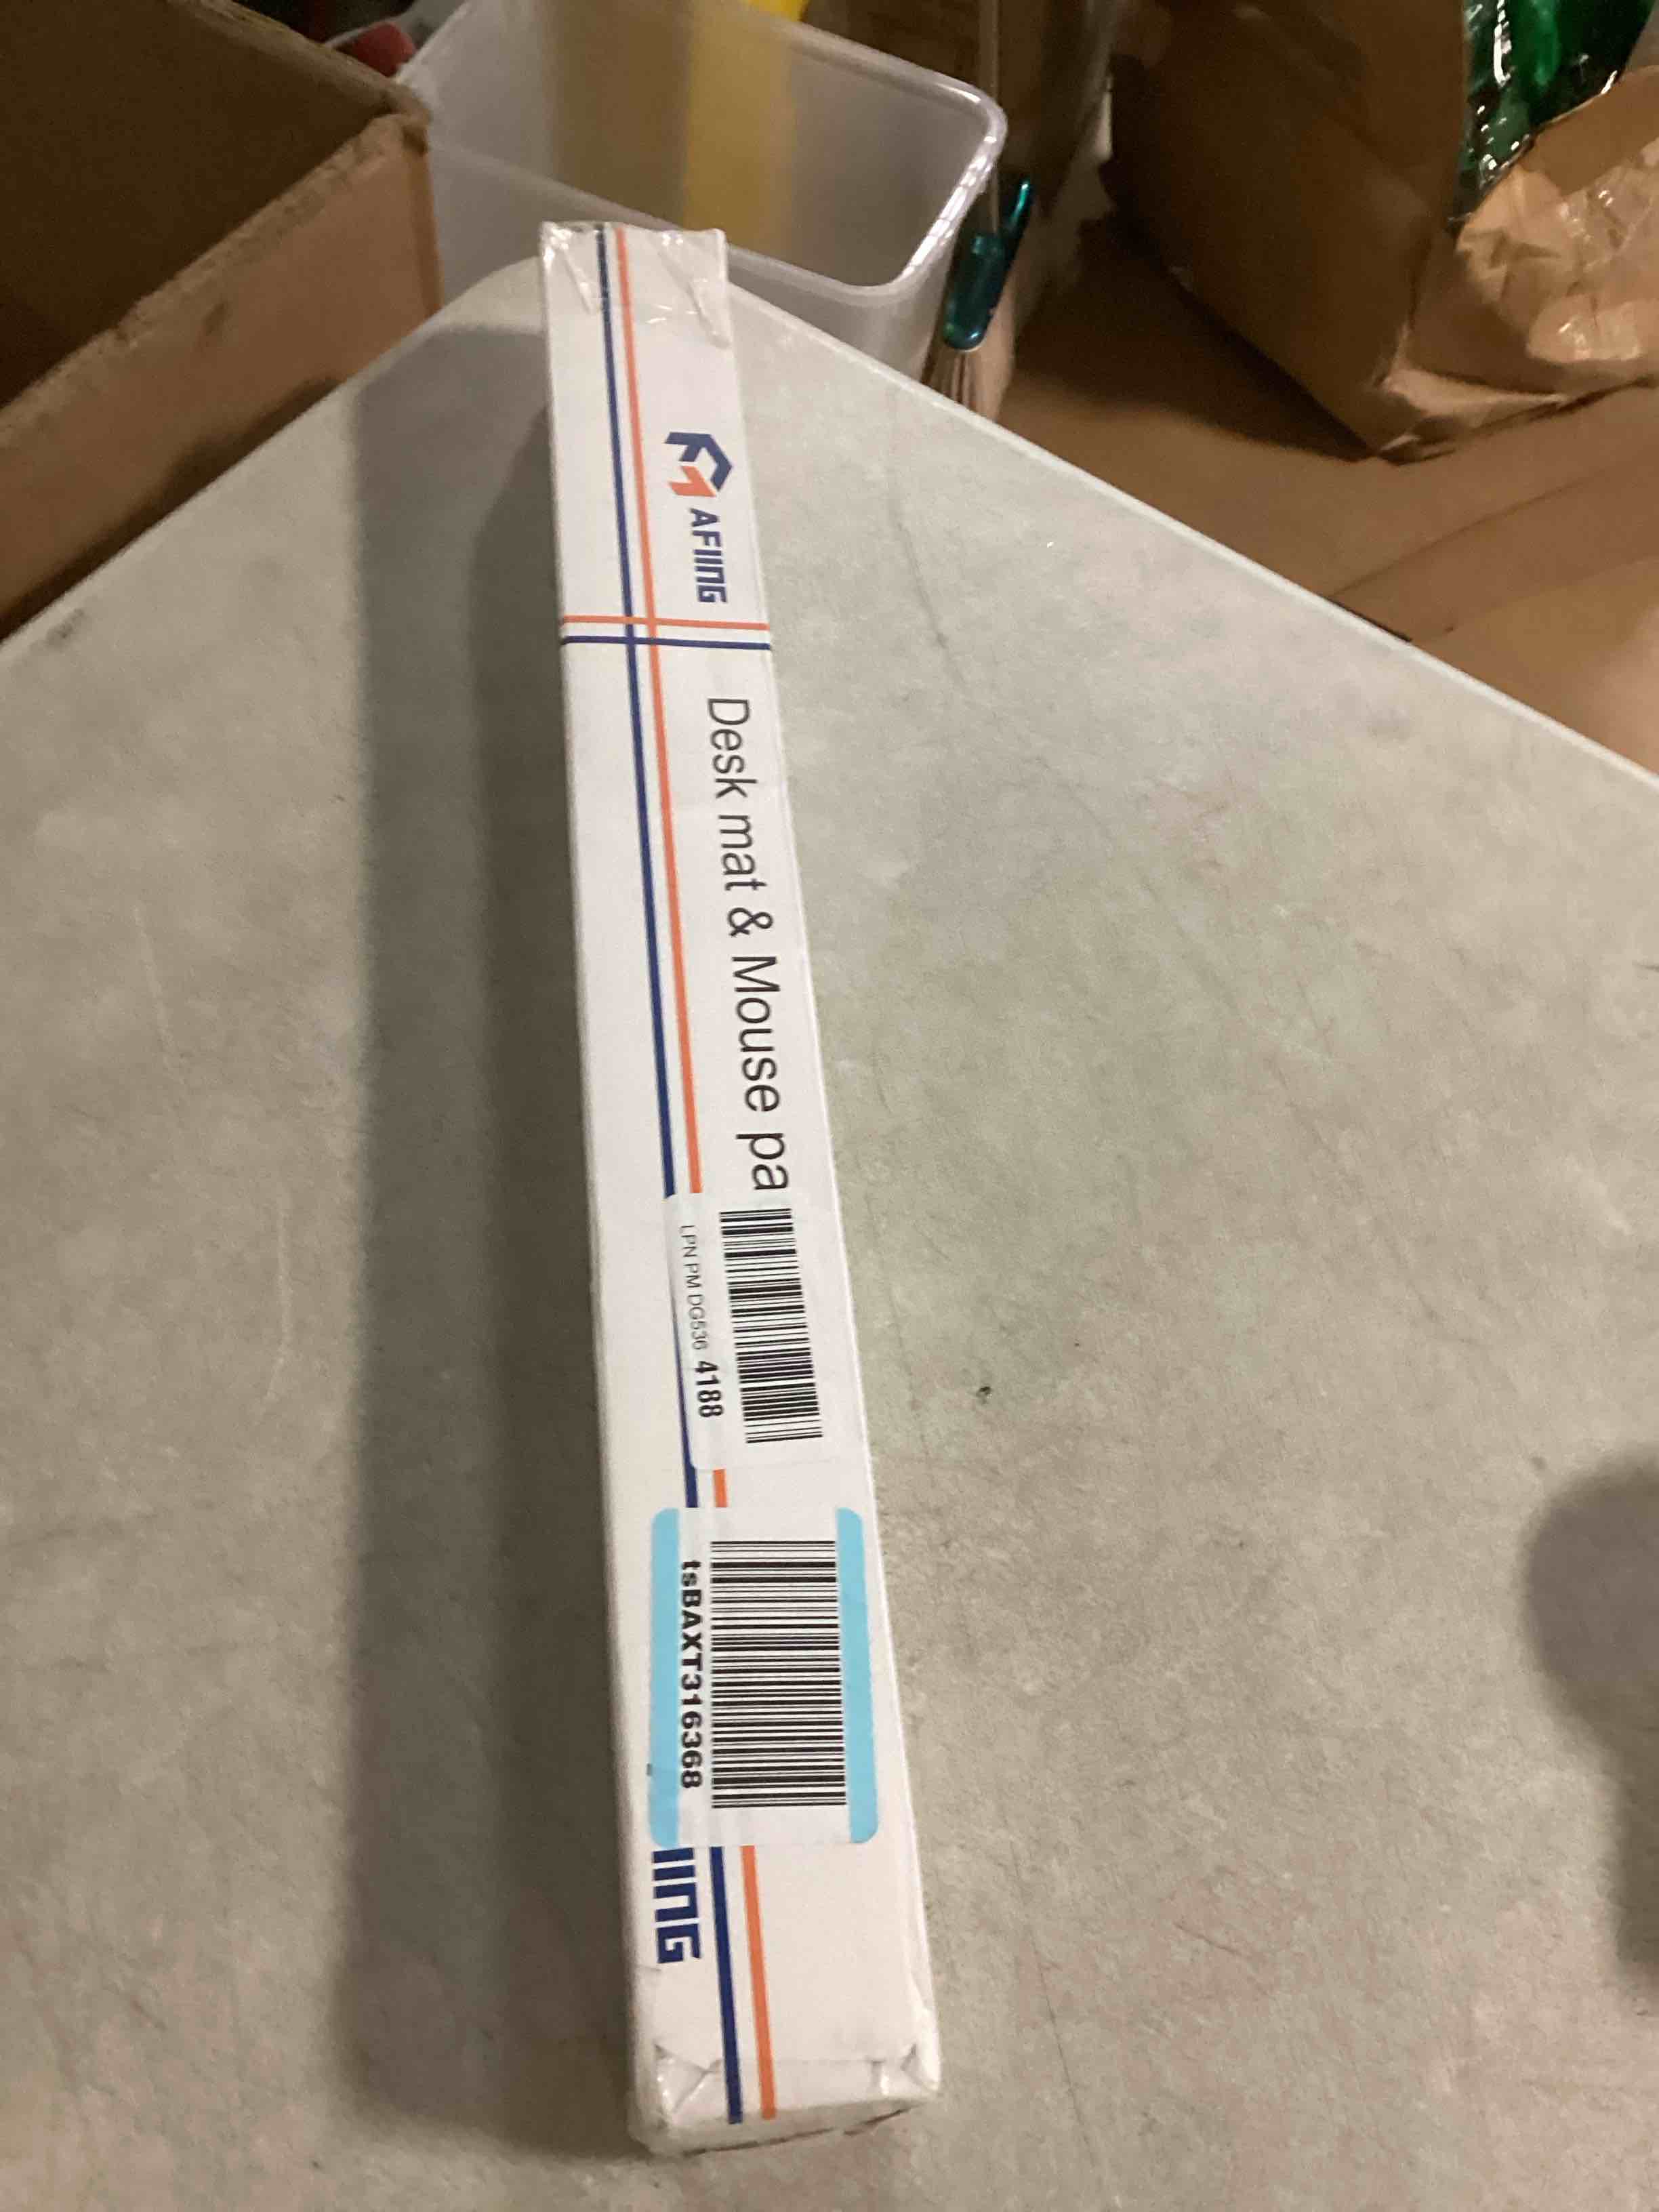 AFIING
Desk mat & Mouse pa
LPN PM DG536 4188
tsBAXT316368
IING